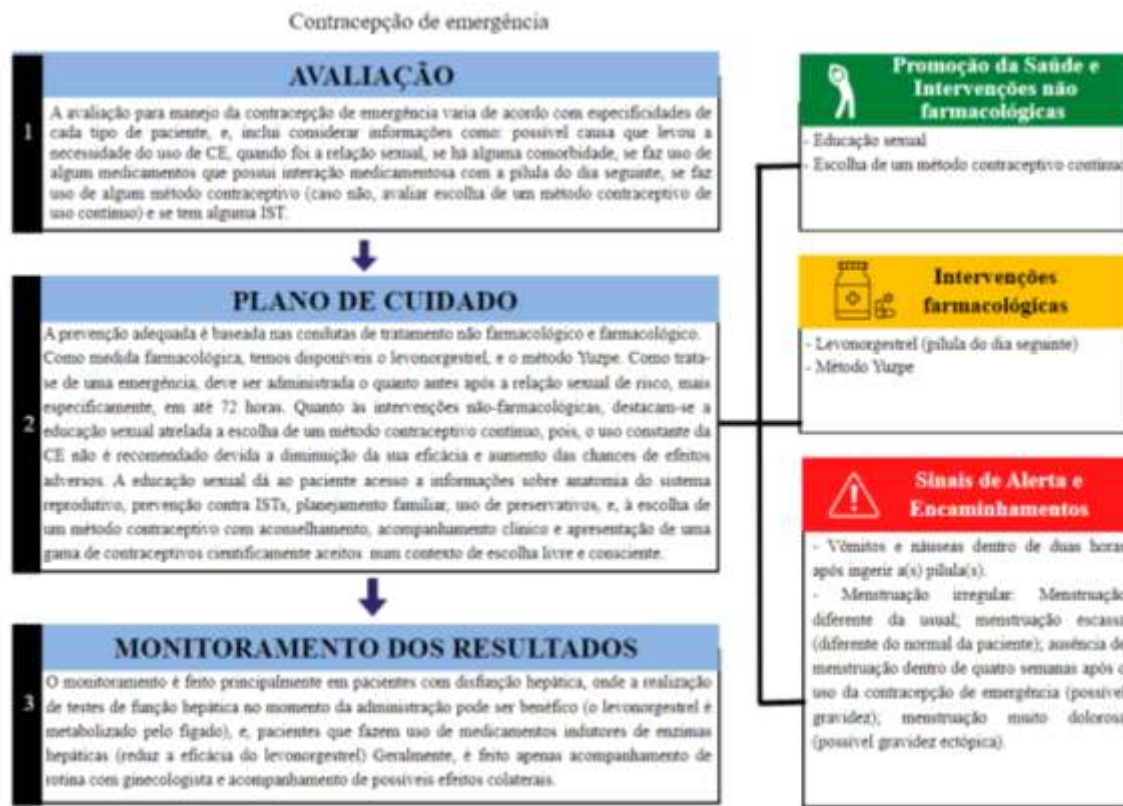 Contracepção de emergência
1
AVALIAÇÃO
A avaliação para manejo da contracepção de emergência varia de acordo com especificidades de
cada tipo de paciente, e, inclui considerar informações como: possível causa que levou a
necessidade do uso de CE, quando foi a relação sexual, se há alguma comorbidade, se faz uso de
algum medicamentos que possui interação medicamentosa com a pílula do dia seguinte, se faz
uso de algum método contraceptivo (caso não, avaliar escolha de um método contraceptivo de
uso contínuo) e se tem alguma IST.
2
PLANO DE CUIDADO
A prevenção adequada é baseada nas condutas de tratamento não farmacológico e farmacológico.
Como medida farmacológica, temos disponíveis o levonorgestrel, e o método Yuzpe. Como trata-
se de uma emergência, deve ser administrada o quanto antes após a relação sexual de risco, mais
especificamente, em até 72 horas. Quanto às intervenções não-farmacológicas, destacam-se a
educação sexual atrelada a escolha de um método contraceptivo contínuo, pois, o uso constante da
CE não é recomendado devida a diminuição da sua eficácia e aumento das chances de efeitos
adversos. A educação sexual dá ao paciente acesso a informações sobre anatomia do sistema
reprodutivo, prevenção contra ISTs, planejamento familiar, uso de preservativos, e, à escolha de
um método contraceptivo com aconselhamento, acompanhamento clínico e apresentação de uma
gama de contraceptivos cientificamente aceitos num contexto de escolha livre e consciente.
3
MONITORAMENTO DOS RESULTADOS
O monitoramento é feito principalmente em pacientes com disfunção hepática, onde a realização
de testes de função hepática no momento da administração pode ser benéfico (o levonorgestrel é
metabolizado pelo fígado), e, pacientes que fazem uso de medicamentos indutores de enzimas
hepáticas (reduz a eficácia do levonorgestrel) Geralmente, é feito apenas acompanhamento de
rotina com ginecologista e acompanhamento de possíveis efeitos colaterais.
Promoção da Saúde e
Intervenções não
farmacológicas
- Educação sexual
- Escolha de um método contraceptivo contínuo
Intervenções
farmacológicas
- Levonorgestrel (pílula do dia seguinte)
- Método Yuzpe
Sinais de Alerta e
Encaminhamentos
- Vômitos e náuseas dentro de duas horas
após ingerir a(s) pílula(s).
- Menstruação irregular: Menstruação
diferente da usual; menstruação escassa
(diferente do normal da paciente); ausência de
menstruação dentro de quatro semanas após o
uso da contracepção de emergência (possível
gravidez); menstruação muito dolorosa
(possível gravidez ectópica).